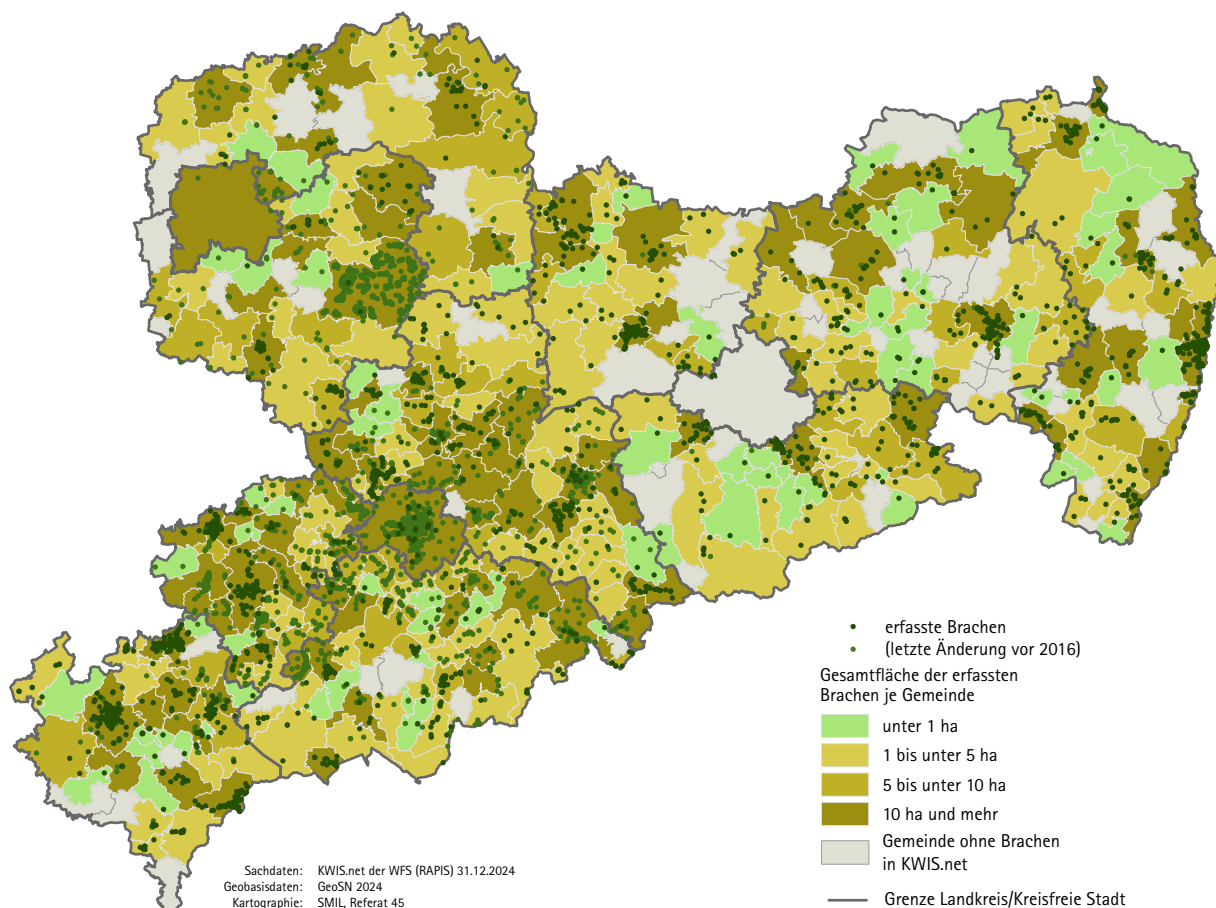 erfasste Brachen
(letzte Änderung vor 2016)
Gesamtfläche der erfassten
Brachen je Gemeinde
unter 1 ha
1 bis unter 5 ha
5 bis unter 10 ha
10 ha und mehr
Gemeinde ohne Brachen
in KWIS.net
Grenze Landkreis/Kreisfreie Stadt
Sachdaten: KWIS.net der WFS (RAPIS) 31.12.2024
Geobasisdaten: GeoSN 2024
Kartographie: SMIL, Referat 45